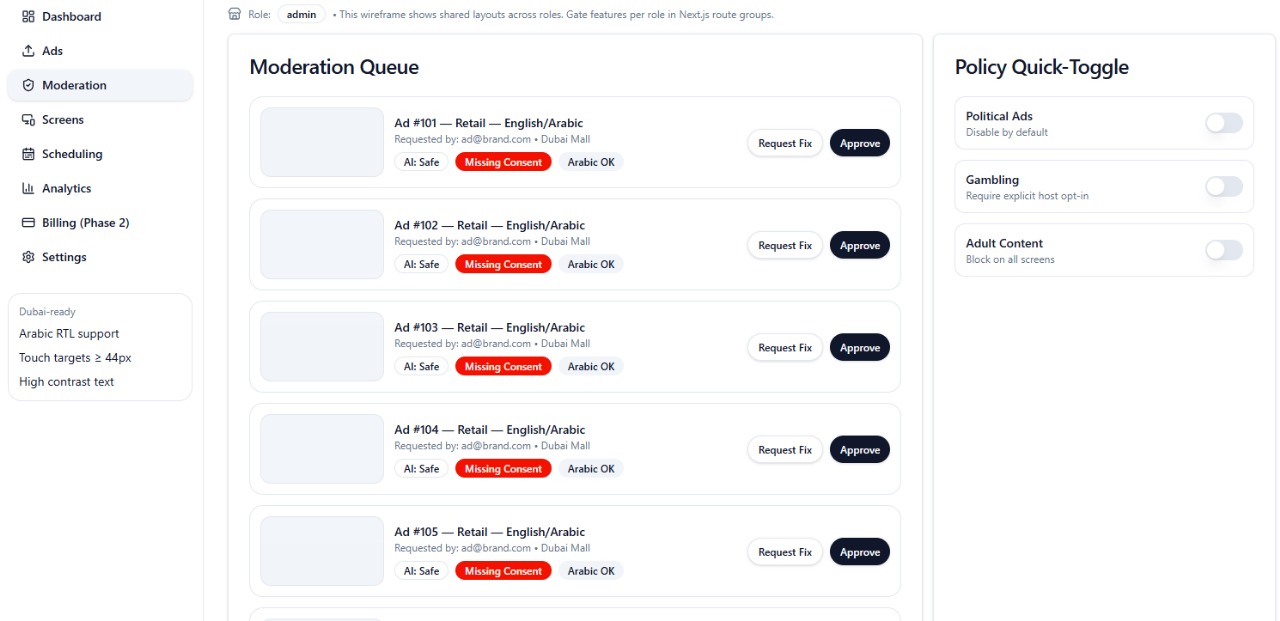 Dashboard
Ads
Moderation
Screens
Scheduling
Analytics
Billing (Phase 2)
Settings
Dubai-ready
Arabic RTL support
Touch targets ≥ 44px
High contrast text
Role: admin • This wireframe shows shared layouts across roles. Gate features per role in Next.js route groups.
Moderation Queue
Ad #101 — Retail — English/Arabic
Requested by: ad@brand.com • Dubai Mall
AI: Safe Missing Consent Arabic OK
Request Fix Approve
Ad #102 — Retail — English/Arabic
Requested by: ad@brand.com • Dubai Mall
AI: Safe Missing Consent Arabic OK
Request Fix Approve
Ad #103 — Retail — English/Arabic
Requested by: ad@brand.com • Dubai Mall
AI: Safe Missing Consent Arabic OK
Request Fix Approve
Ad #104 — Retail — English/Arabic
Requested by: ad@brand.com • Dubai Mall
AI: Safe Missing Consent Arabic OK
Request Fix Approve
Ad #105 — Retail — English/Arabic
Requested by: ad@brand.com • Dubai Mall
AI: Safe Missing Consent Arabic OK
Request Fix Approve
Policy Quick-Toggle
Political Ads
Disable by default
Gambling
Require explicit host opt-in
Adult Content
Block on all screens